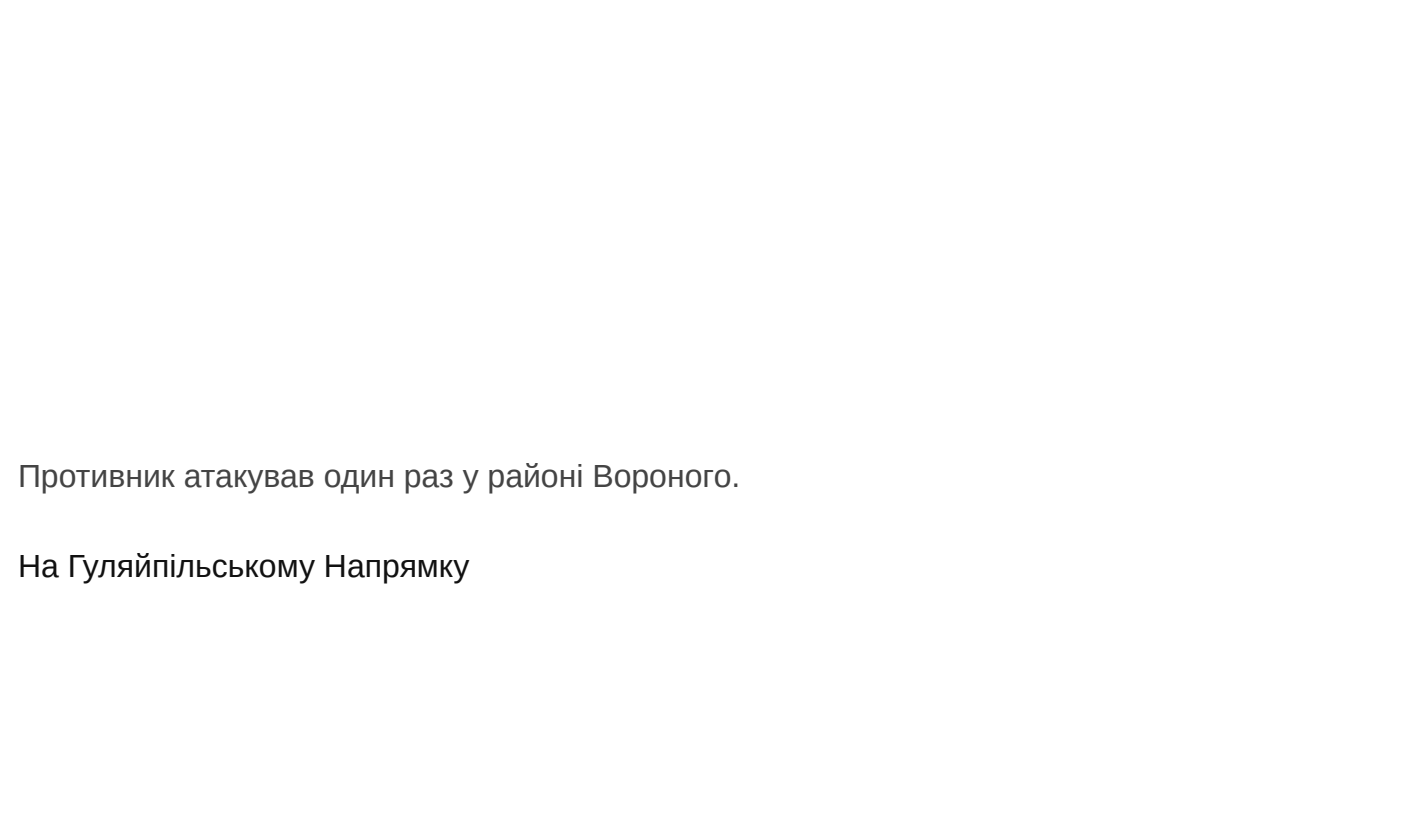 Противник атакував один раз у районі Вороного.
На Гуляйпільському Напрямку